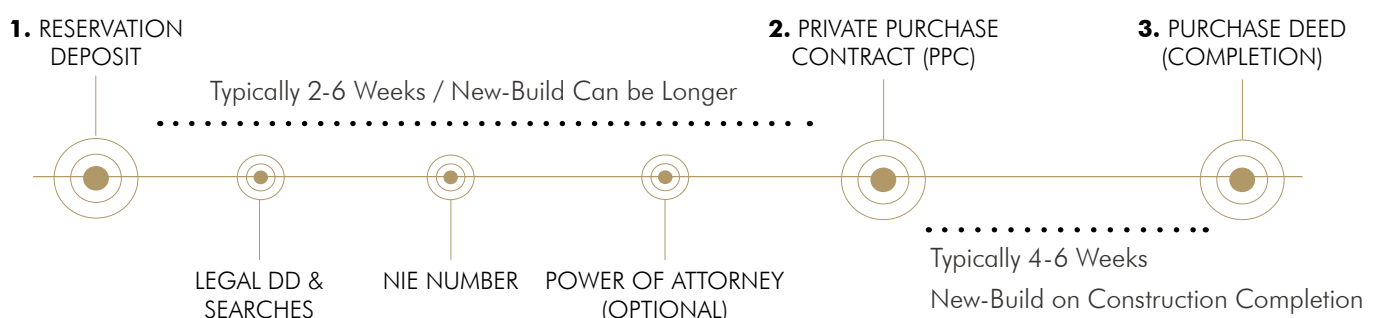 1. RESERVATION
DEPOSIT
Typically 2-6 Weeks / New-Build Can be Longer
2. PRIVATE PURCHASE
CONTRACT (PPC)
3. PURCHASE DEED
(COMPLETION)
LEGAL DD &
SEARCHES
NIE NUMBER
POWER OF ATTORNEY
(OPTIONAL)
Typically 4-6 Weeks
New-Build on Construction Completion